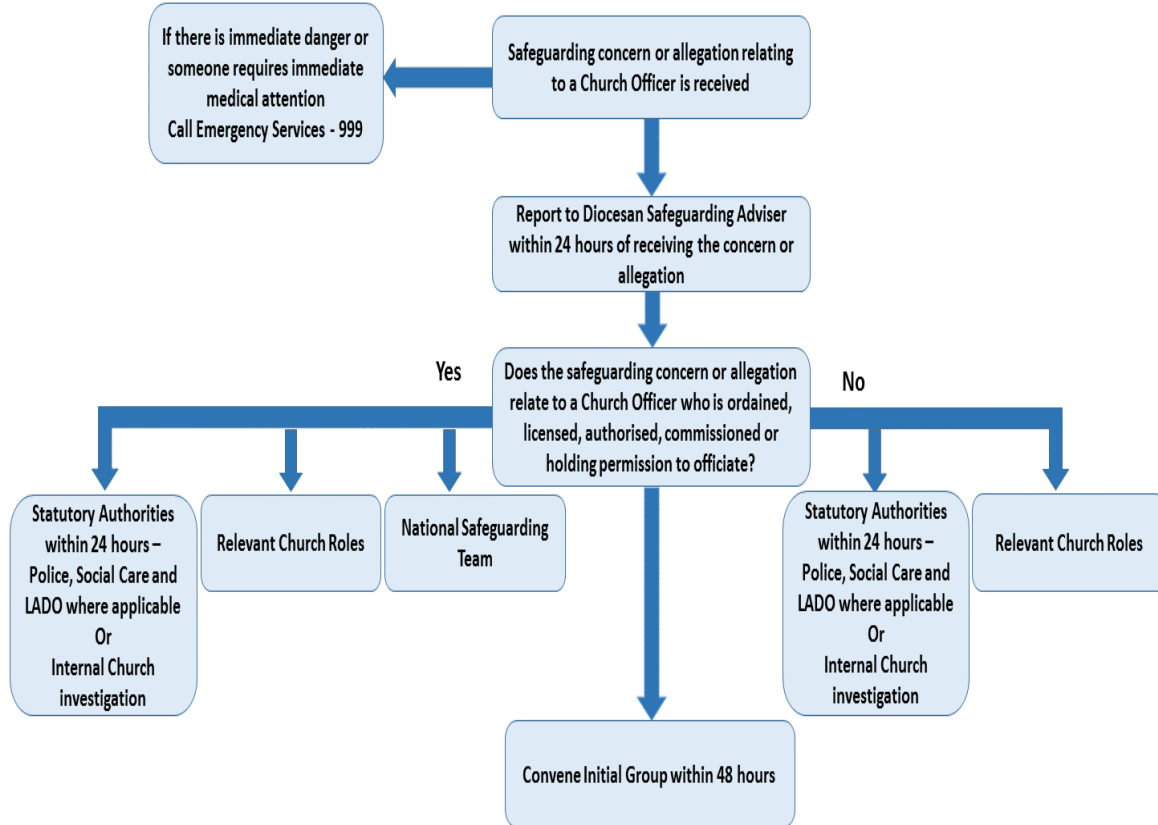 If there is immediate danger or
someone requires immediate
medical attention
Call Emergency Services - 999
Safeguarding concern or allegation relating
to a Church Officer is received
Report to Diocesan Safeguarding Adviser
within 24 hours of receiving the concern or
allegation
Yes
Does the safeguarding concern or allegation
relate to a Church Officer who is ordained,
licensed, authorised, commissioned or
holding permission to officiate?
No
Statutory Authorities
within 24 hours –
Police, Social Care and
LADO where applicable
Or
Internal Church
investigation
Relevant Church Roles
National Safeguarding
Team
Statutory Authorities
within 24 hours –
Police, Social Care and
LADO where applicable
Or
Internal Church
investigation
Relevant Church Roles
Convene Initial Group within 48 hours